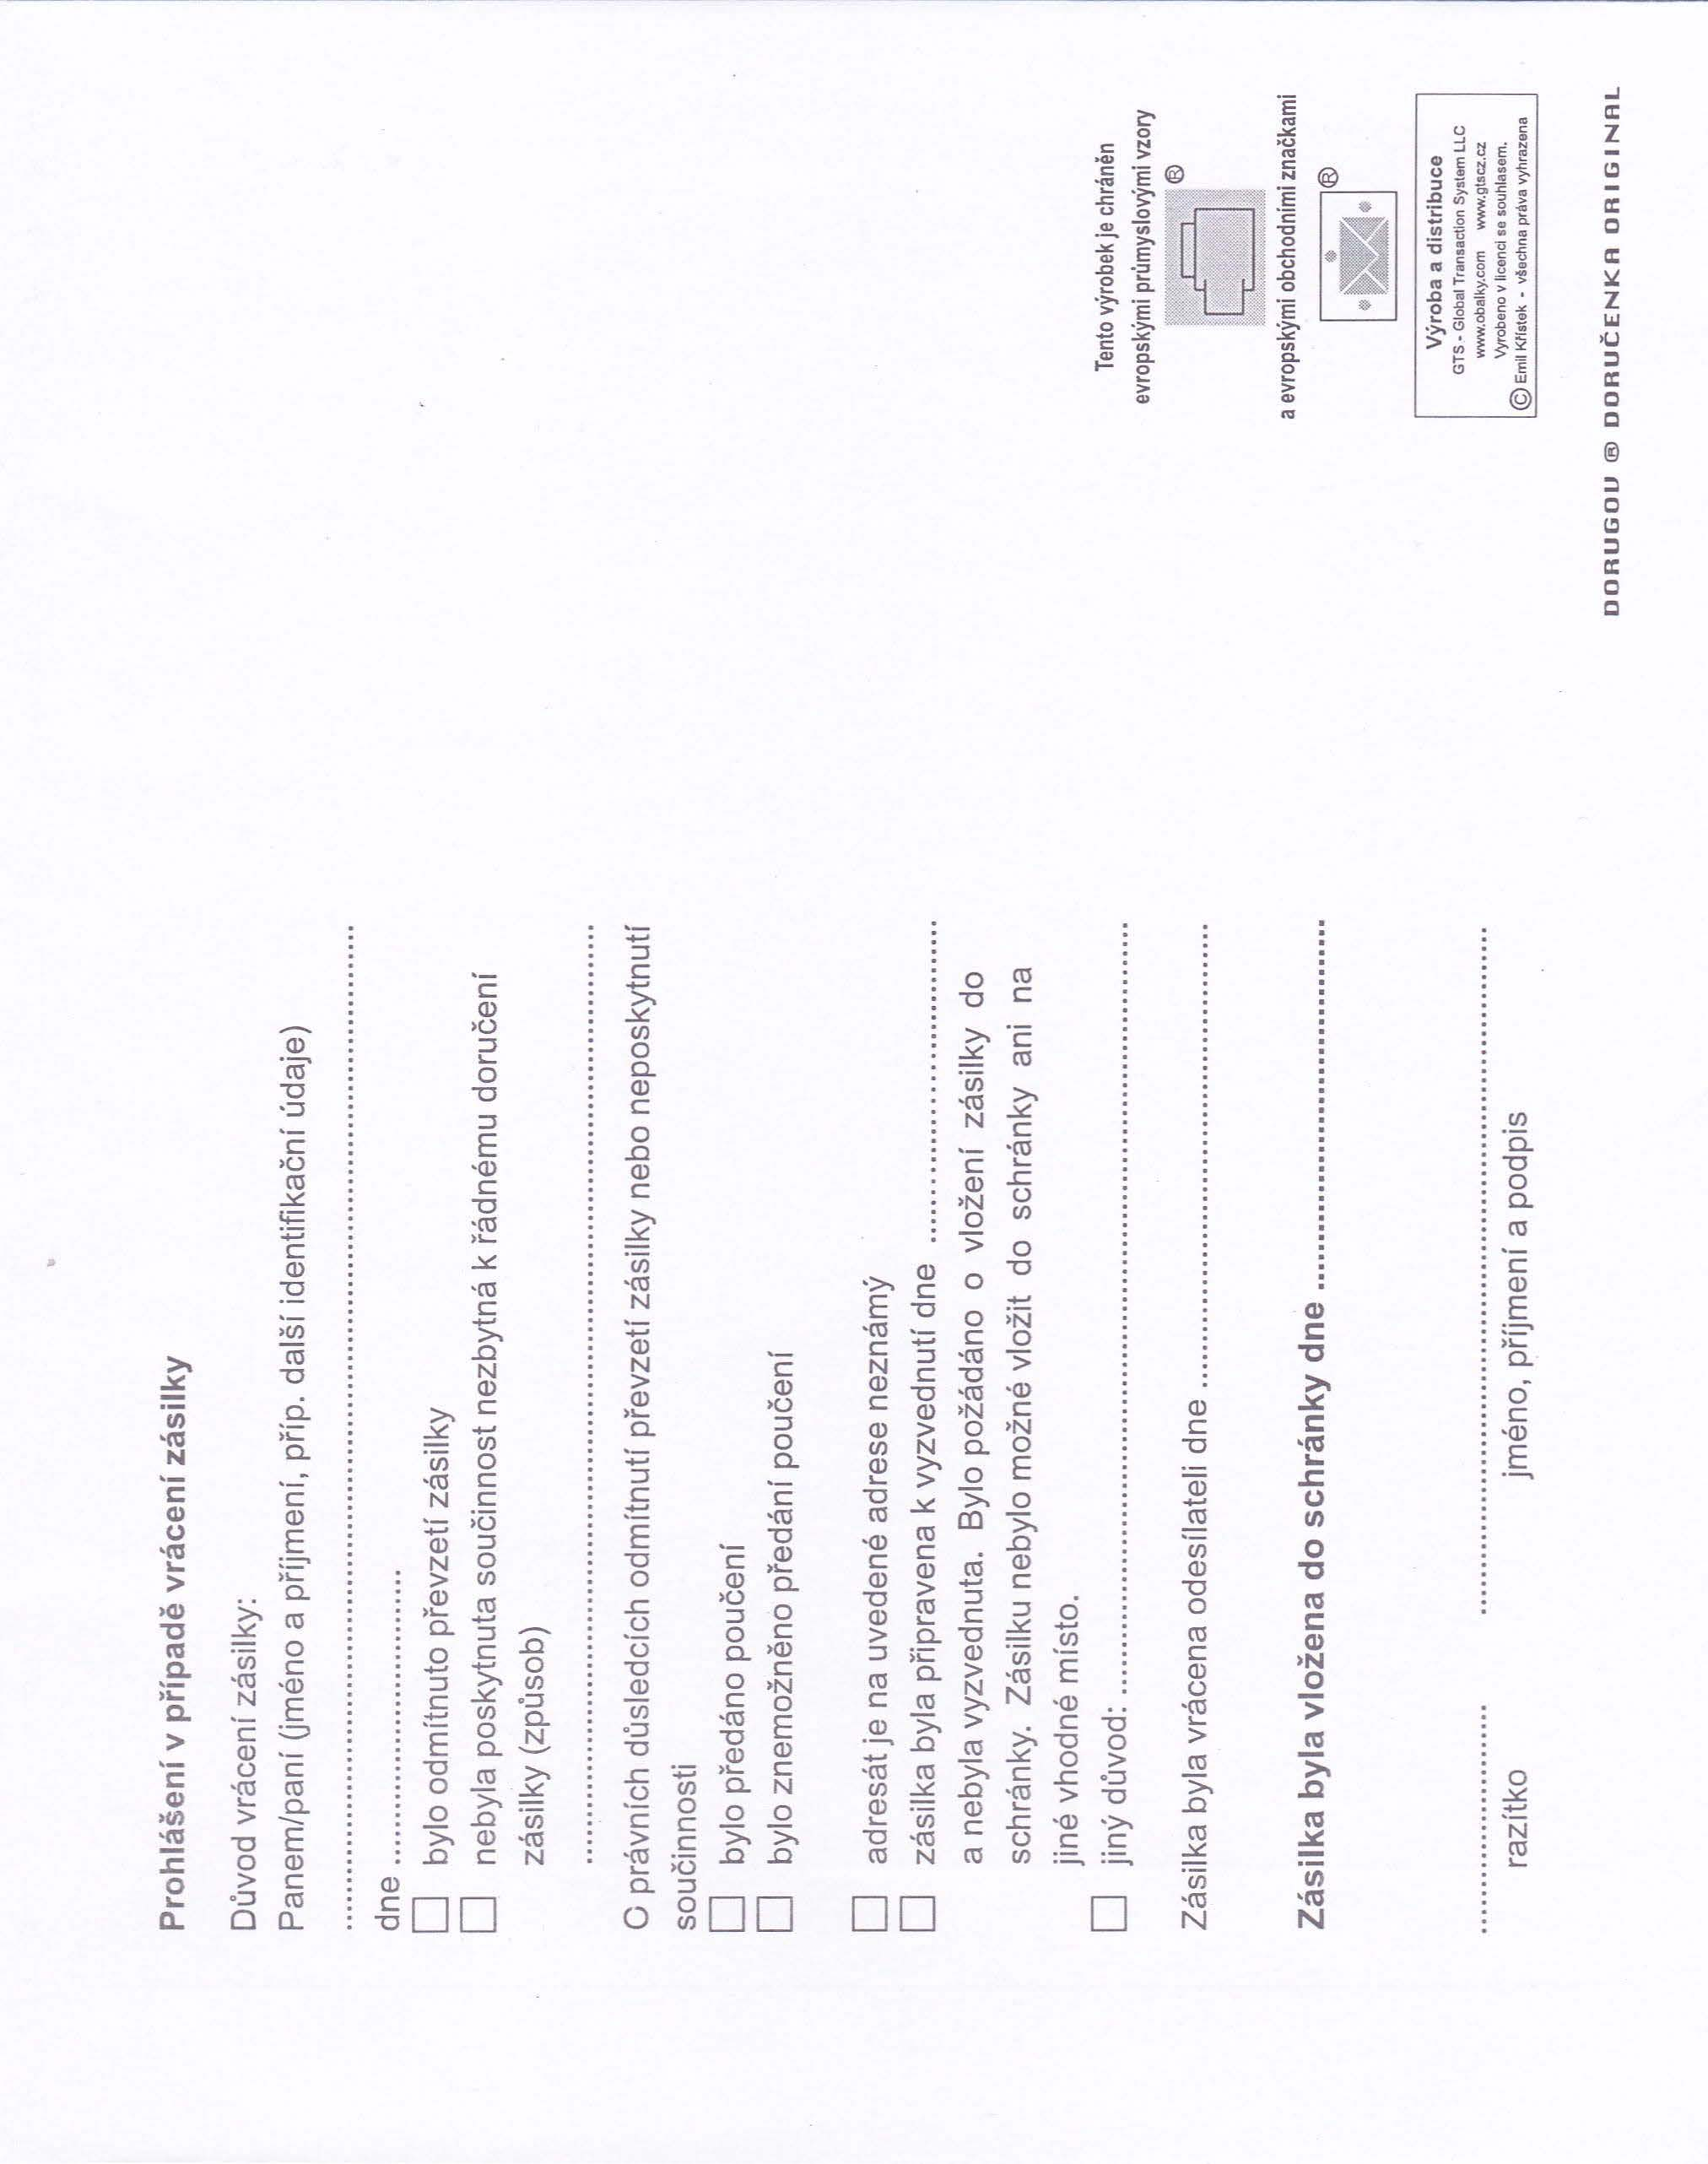 Prohlášení v případě vrácení zásilky
Důvod vrácení zásilky:
Panem/paní (jméno a příjmení, příp. další identifikační údaje)
................................................................................
dne ................................
☐ bylo odmítnuto převzetí zásilky
☐ nebyla poskytnuta součinnost nezbytná k řádnému doručení
zásilky (způsob)
................................................................................
O právních důsledcích odmítnutí převzetí zásilky nebo neposkytnutí
součinnosti
☐ bylo předáno poučení
☐ bylo znemožněno předání poučení
☐ adresát je na uvedené adrese neznámý
☐ zásilka byla připravena k vyzvednutí dne ................................
a nebyla vyzvednuta. Bylo požádáno o vložení zásilky do
schránky. Zásilku nebylo možné vložit do schránky ani na
jiné vhodné místo.
☐ jiný důvod: ................................................................
Zásilka byla vrácena odesílateli dne ................................
Zásilka byla vložena do schránky dne ................................
........................ ................................................
razítko jméno, příjmení a podpis
Tento výrobek je chráněn
evropskými průmyslovými vzory
®
a evropskými obchodními značkami
®
Výroba a distribuce
GTS - Global Transaction System LLC
www.obalky.com www.gtscz.cz
Vyrobeno v licenci se souhlasem.
© Emil Křístek - všechna práva vyhrazena
DORUGOV ® DORUČENKA ORIGINAL